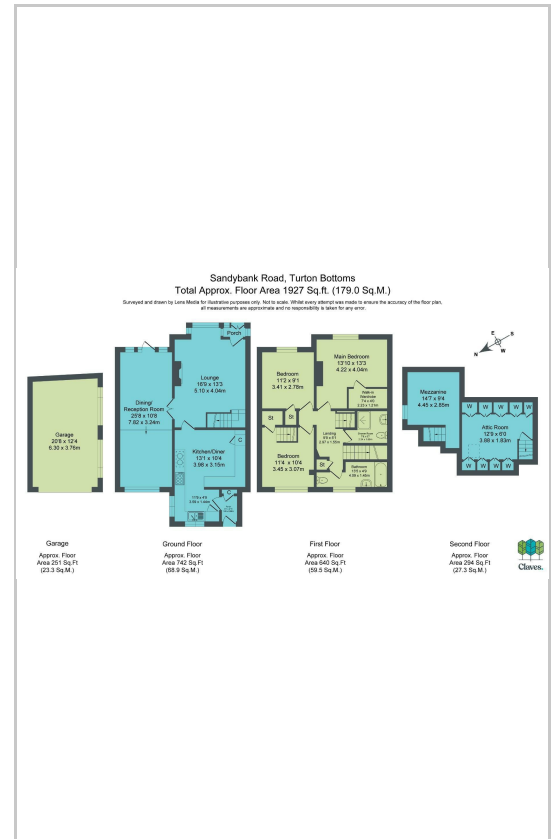 Sandybank Road, Turton Bottoms
Total Approx. Floor Area 1927 Sq.ft. (179.0 Sq.M.)
Surveyed and drawn by Lens Media for illustrative purposes only. Not to scale. Whilst every attempt was made to ensure the accuracy of the floor plan,
all measurements are approximate and no responsibility is taken for any error.
Porch
Lounge
16'9 x 13'3
5.10 x 4.04m
Dining/
Reception Room
25'8 x 10'8
7.82 x 3.24m
Kitchen/Diner
13'1 x 10'4
3.98 x 3.15m
C
C
Garage
20'8 x 12'4
6.30 x 3.76m
Bedroom
11'2 x 9'1
3.41 x 2.78m
Main Bedroom
13'10 x 13'3
4.22 x 4.04m
Walk-in
Wardrobe
St
St
Landing
Bedroom
11'4 x 10'4
3.45 x 3.07m
St
Bathroom
E
S
N
W
Mezzanine
14'7 x 9'4
4.45 x 2.85m
W
W
W
W
W
Attic Room
12'9 x 6'0
3.88 x 1.83m
W
W
W
W
Garage
Approx. Floor
Area 251 Sq.Ft
(23.3 Sq.M.)
Ground Floor
Approx. Floor
Area 742 Sq.Ft
(68.9 Sq.M.)
First Floor
Approx. Floor
Area 640 Sq.Ft
(59.5 Sq.M.)
Second Floor
Approx. Floor
Area 294 Sq.Ft
(27.3 Sq.M.)
Claves.